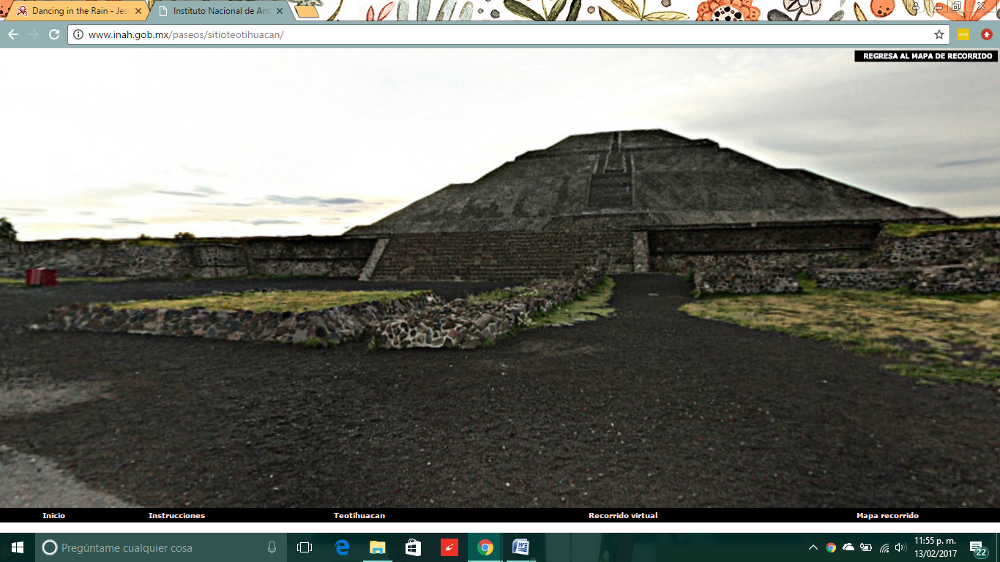 Dancing in the Rain - Jes
Instituto Nacional de Ant
www.inah.gob.mx/paseos/sitioteotihuacan/
REGRESA AL MAPA DE RECORRIDO
Inicio Instrucciones Teotihuacan Recorrido virtual Mapa recorrido
Pregúntame cualquier cosa
11:55 p. m.
13/02/2017
22